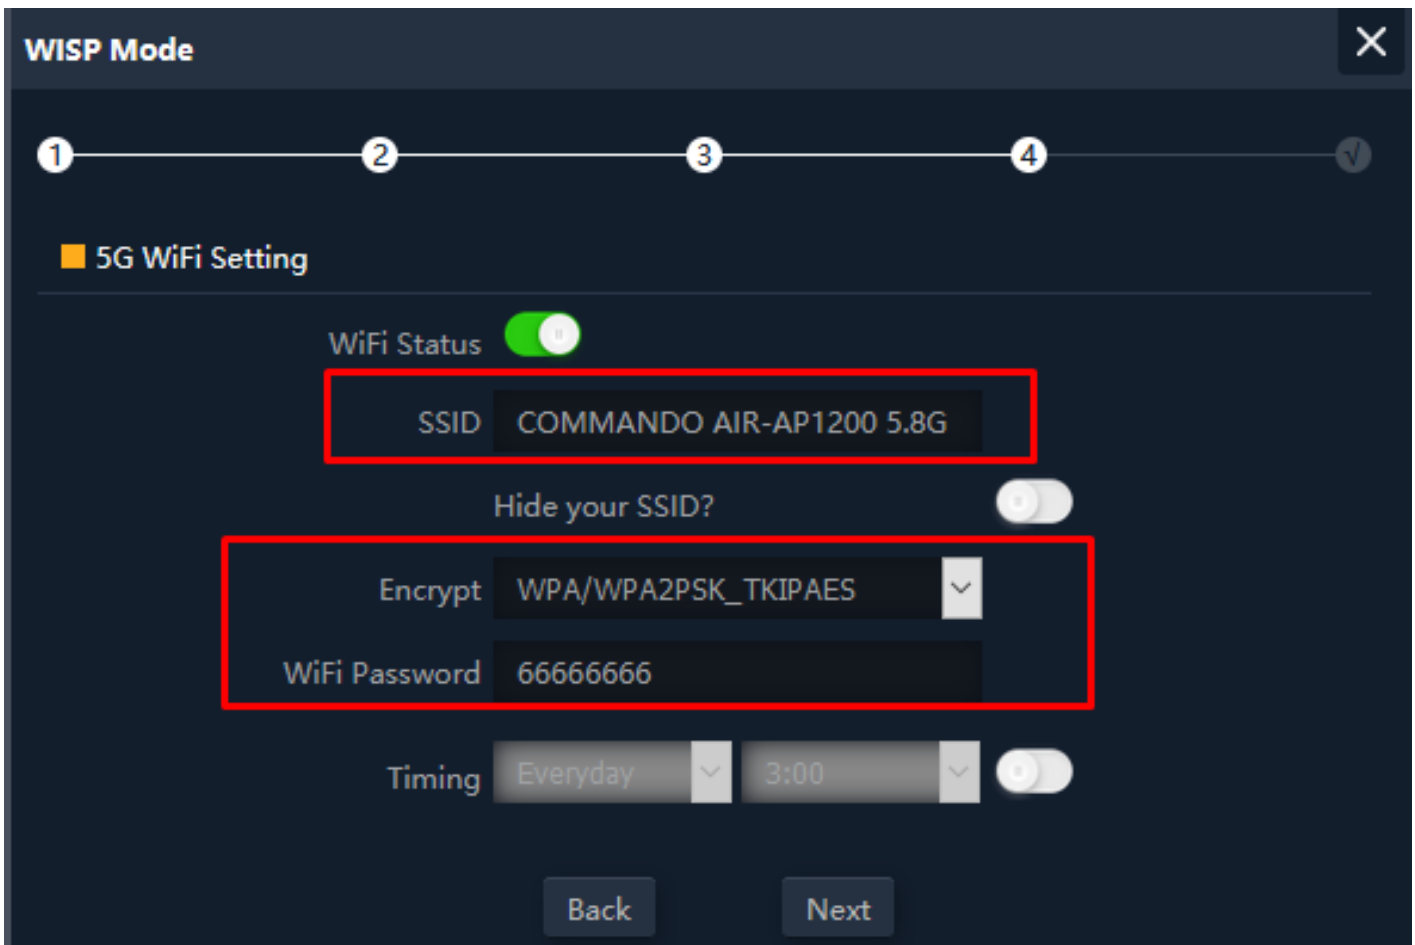 WISP Mode
1 2 3 4 √
5G WiFi Setting
WiFi Status
SSID COMMANDO AIR-AP1200 5.8G
Hide your SSID?
Encrypt WPA/WPA2PSK_TKIPAES
WiFi Password 66666666
Timing Everyday 3:00
Back Next